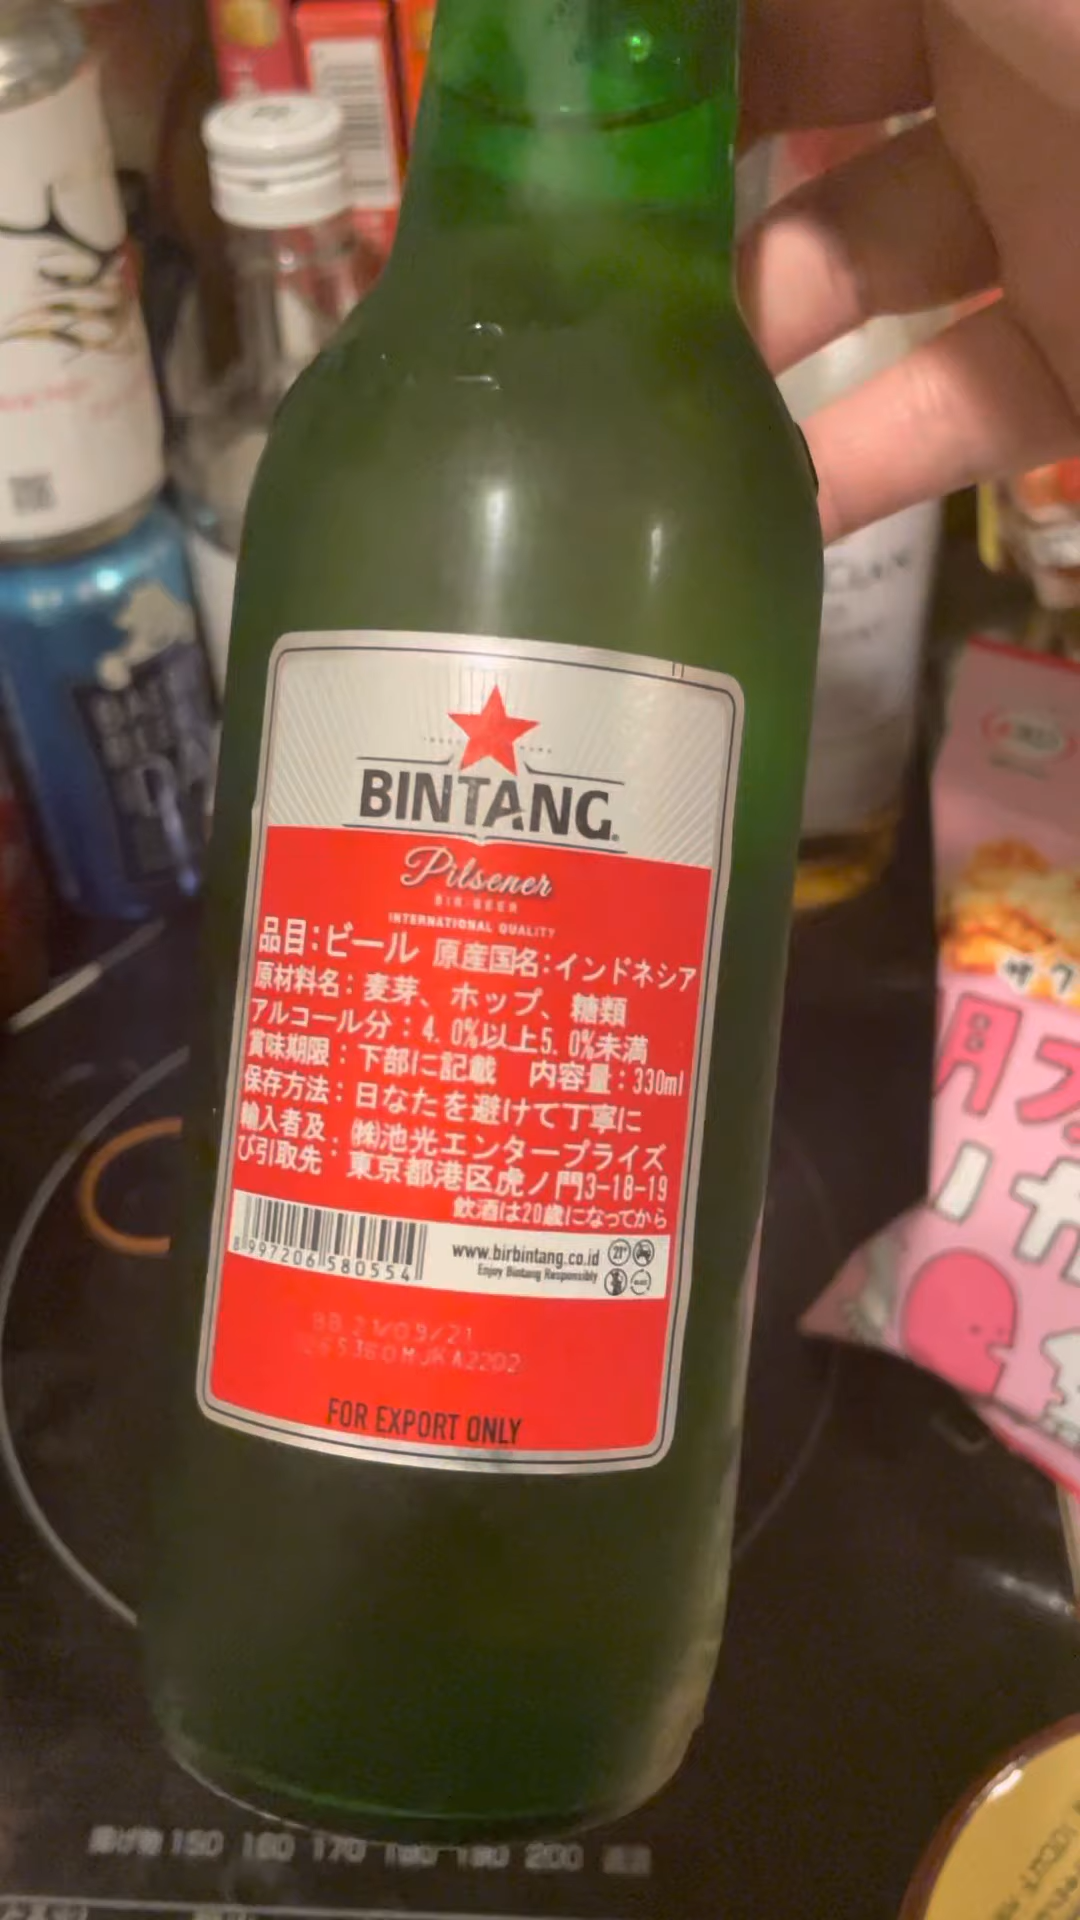 BINTANG
Pilsener
BIR-BEER
INTERNATIONAL QUALITY
品目:ビール 原産国名:インドネシア
原材料名:麦芽、ホップ、糖類
アルコール分:4.0%以上5.0%未満
賞味期限:下部に記載 内容量:330ml
保存方法:日なたを避けて丁寧に
輸入者及び引取先:㈱池光エンタープライズ
東京都港区虎ノ門3-18-19
飲酒は20歳になってから
www.birbintang.co.id
21+
Enjoy Bintang Responsibly
8 997206 580554
BB 21/09/21
FOR EXPORT ONLY
ザク
150 160 170 180 190 200